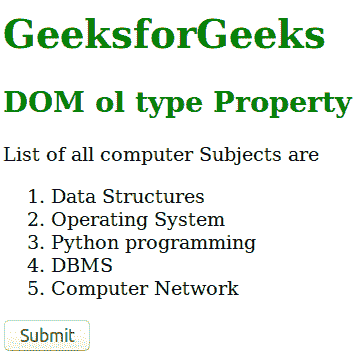 GeeksforGeeks
DOM ol type Property
List of all computer Subjects are
1. Data Structures
2. Operating System
3. Python programming
4. DBMS
5. Computer Network
Submit